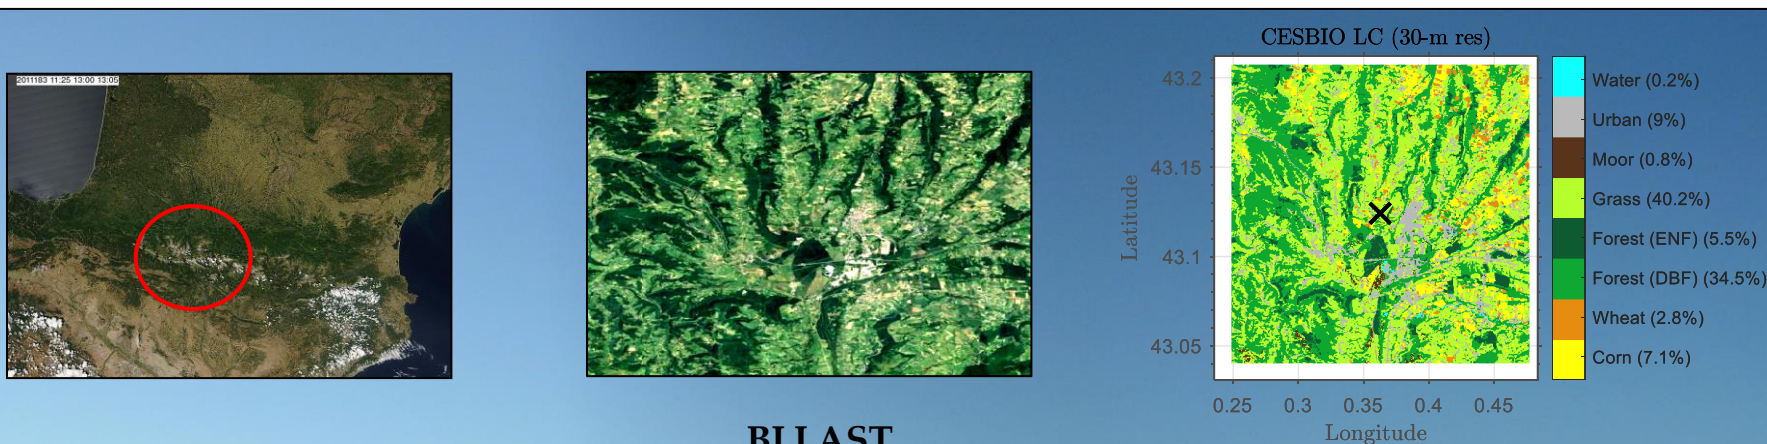 2011183 11:25 13:00 13:05
CESBIO LC (30-m res)
43.2
43.15
43.1
43.05
Latitude
0.25 0.3 0.35 0.4 0.45
Longitude
Water (0.2%)
Urban (9%)
Moor (0.8%)
Grass (40.2%)
Forest (ENF) (5.5%)
Forest (DBF) (34.5%)
Wheat (2.8%)
Corn (7.1%)
BLLAST